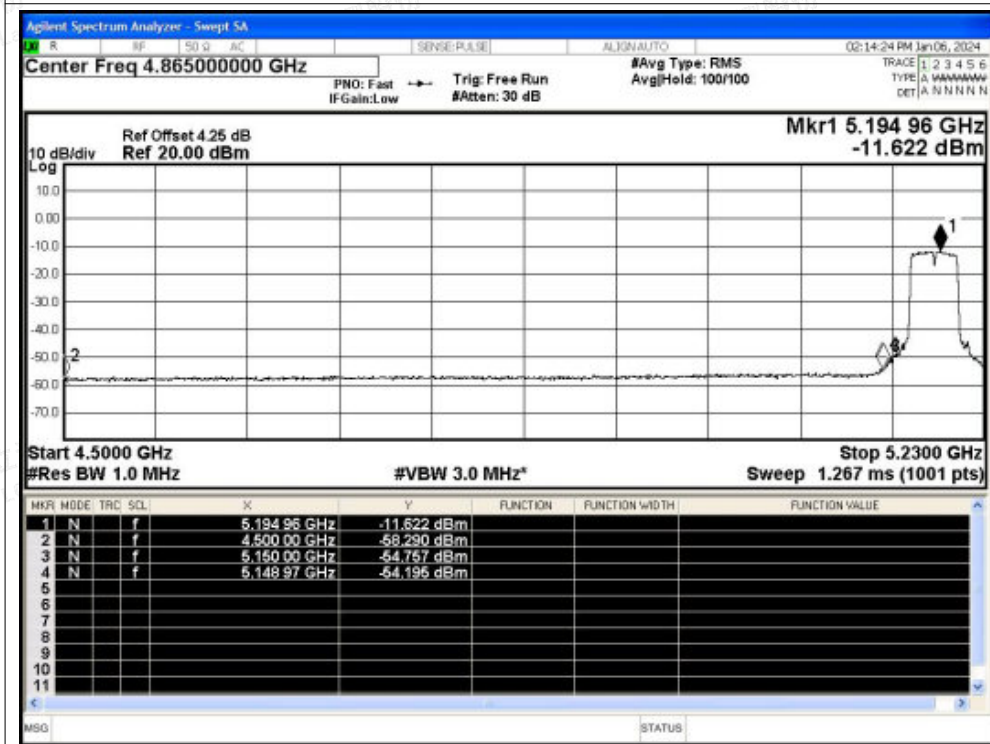 Agilent Spectrum Analyzer - Swept SA
R RF 50 Ω AC SENSE:PULSE ALIGN AUTO 02:14:24 PM Jan 06, 2024
Center Freq 4.865000000 GHz #Avg Type: RMS TRACE 1 2 3 4 5 6
PNO: Fast Trig: Free Run Avg|Hold: 100/100 TYPE A WWWWW
IFGain:Low #Atten: 30 dB DET A N N N N N
Mkr1 5.194 96 GHz
Ref Offset 4.25 dB
10 dB/div Ref 20.00 dBm -11.622 dBm
Log
10.0
0.00
1
-10.0
-20.0
-30.0
-40.0
-50.0 2
-60.0
-70.0
Start 4.5000 GHz Stop 5.2300 GHz
#Res BW 1.0 MHz #VBW 3.0 MHz* Sweep 1.267 ms (1001 pts)
MKR MODE TRC SCL X Y FUNCTION FUNCTION WIDTH FUNCTION VALUE
1 N f 5.194 96 GHz -11.622 dBm
2 N f 4.500 00 GHz -58.290 dBm
3 N f 5.150 00 GHz -54.757 dBm
4 N f 5.148 97 GHz -54.195 dBm
5
6
7
8
9
10
11
MSG STATUS